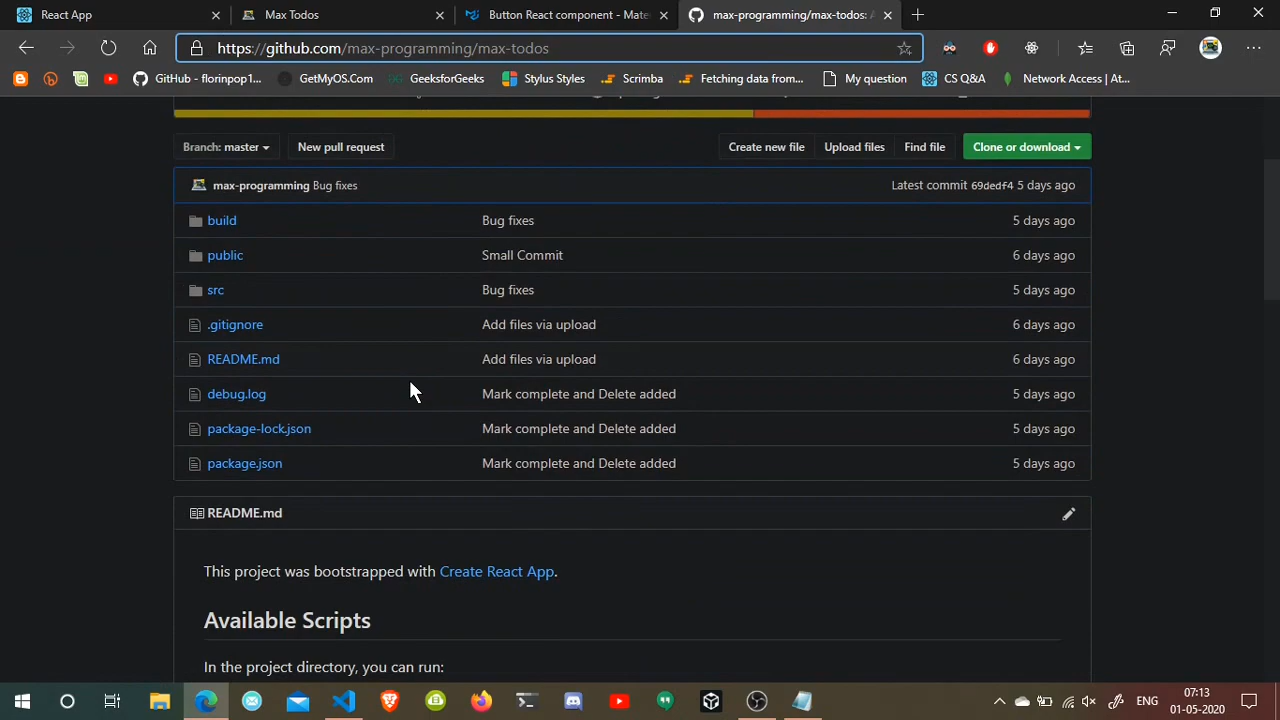 React App
Max Todos
Button React component - Mate
max-programming/max-todos: A
https://github.com/max-programming/max-todos
GitHub - florinpop1...
GetMyOS.Com
GeeksforGeeks
Stylus Styles
Scrimba
Fetching data from...
My question
CS Q&A
Network Access | At...
Branch: master
New pull request
Create new file
Upload files
Find file
Clone or download
max-programming Bug fixes
Latest commit 69dedf4 5 days ago
build Bug fixes 5 days ago
public Small Commit 6 days ago
src Bug fixes 5 days ago
.gitignore Add files via upload 6 days ago
README.md Add files via upload 6 days ago
debug.log Mark complete and Delete added 5 days ago
package-lock.json Mark complete and Delete added 5 days ago
package.json Mark complete and Delete added 5 days ago
README.md
This project was bootstrapped with Create React App.
Available Scripts
In the project directory, you can run:
ENG
07:13
01-05-2020